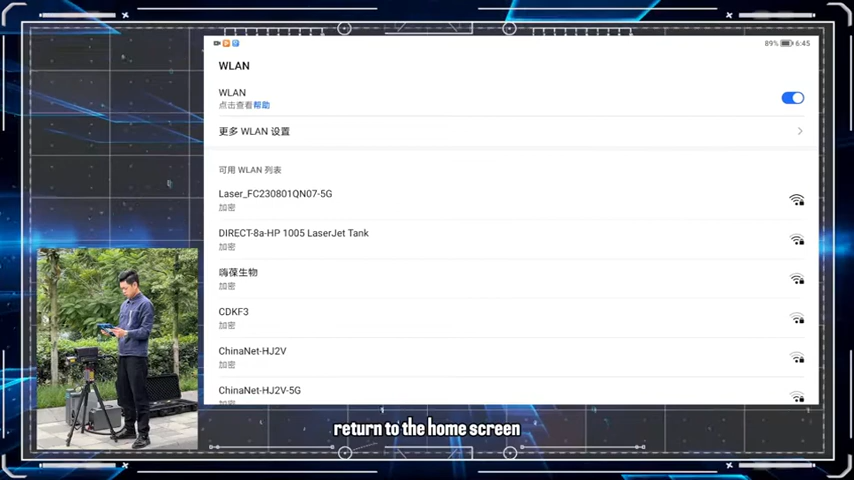 89% 6:45
WLAN
WLAN
点击查看帮助
更多 WLAN 设置
可用 WLAN 列表
Laser_FC230801QN07-5G
加密
DIRECT-8a-HP 1005 LaserJet Tank
加密
嗨葆生物
加密
CDKF3
加密
ChinaNet-HJ2V
加密
ChinaNet-HJ2V-5G
return to the home screen